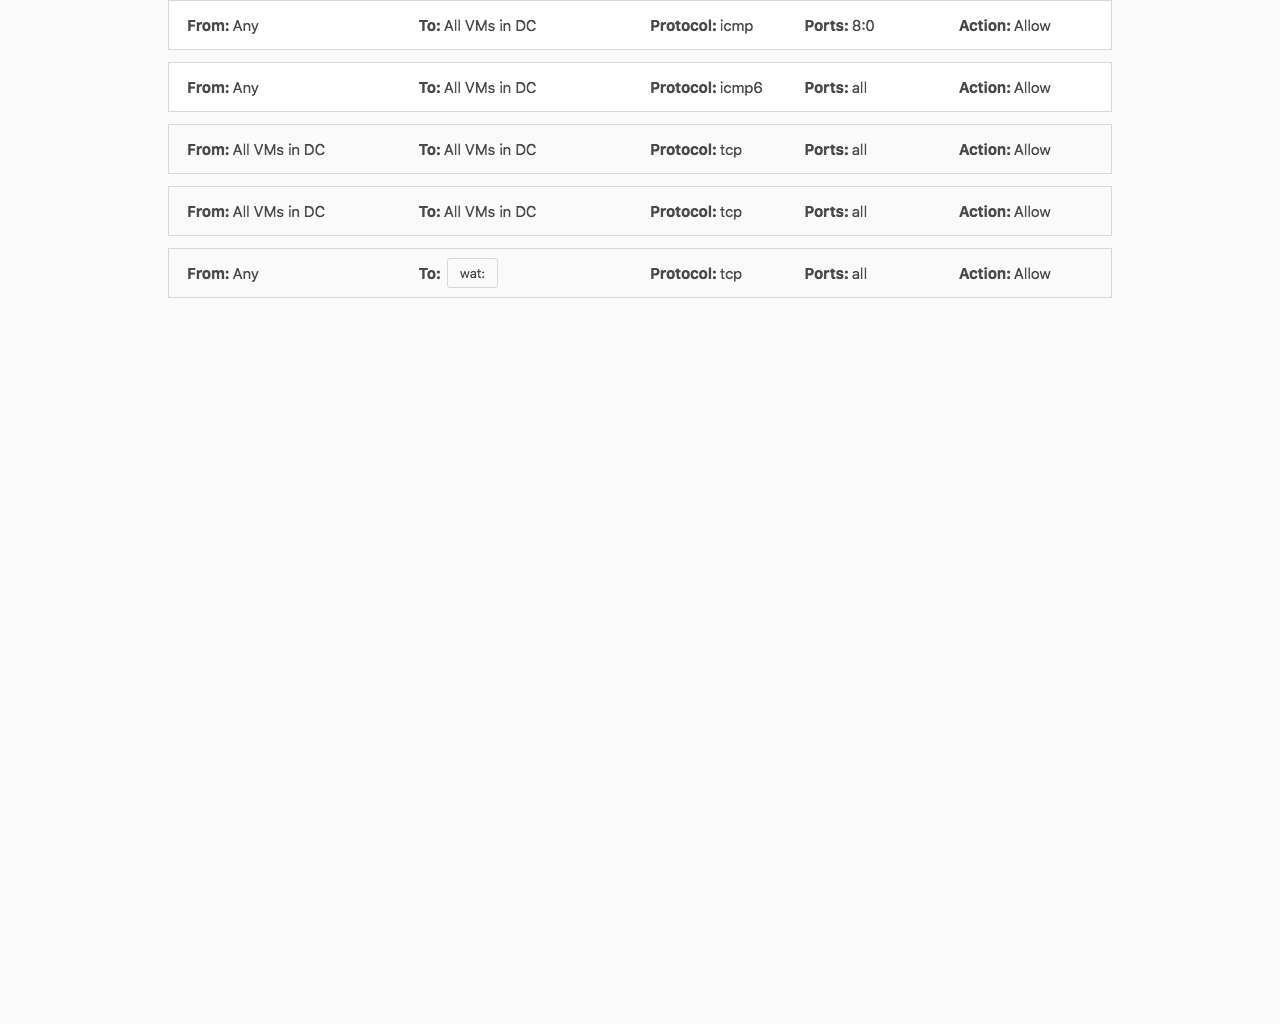 From: Any To: All VMs in DC Protocol: icmp Ports: 8:0 Action: Allow
From: Any To: All VMs in DC Protocol: icmp6 Ports: all Action: Allow
From: All VMs in DC To: All VMs in DC Protocol: tcp Ports: all Action: Allow
From: All VMs in DC To: All VMs in DC Protocol: tcp Ports: all Action: Allow
From: Any To: wat: Protocol: tcp Ports: all Action: Allow